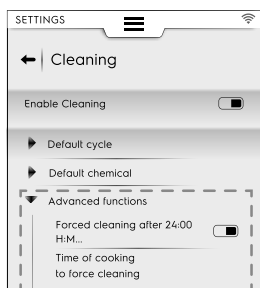 SETTINGS
Cleaning
Enable Cleaning
Default cycle
Default chemical
Advanced functions
Forced cleaning after 24:00
H:M...
Time of cooking
to force cleaning